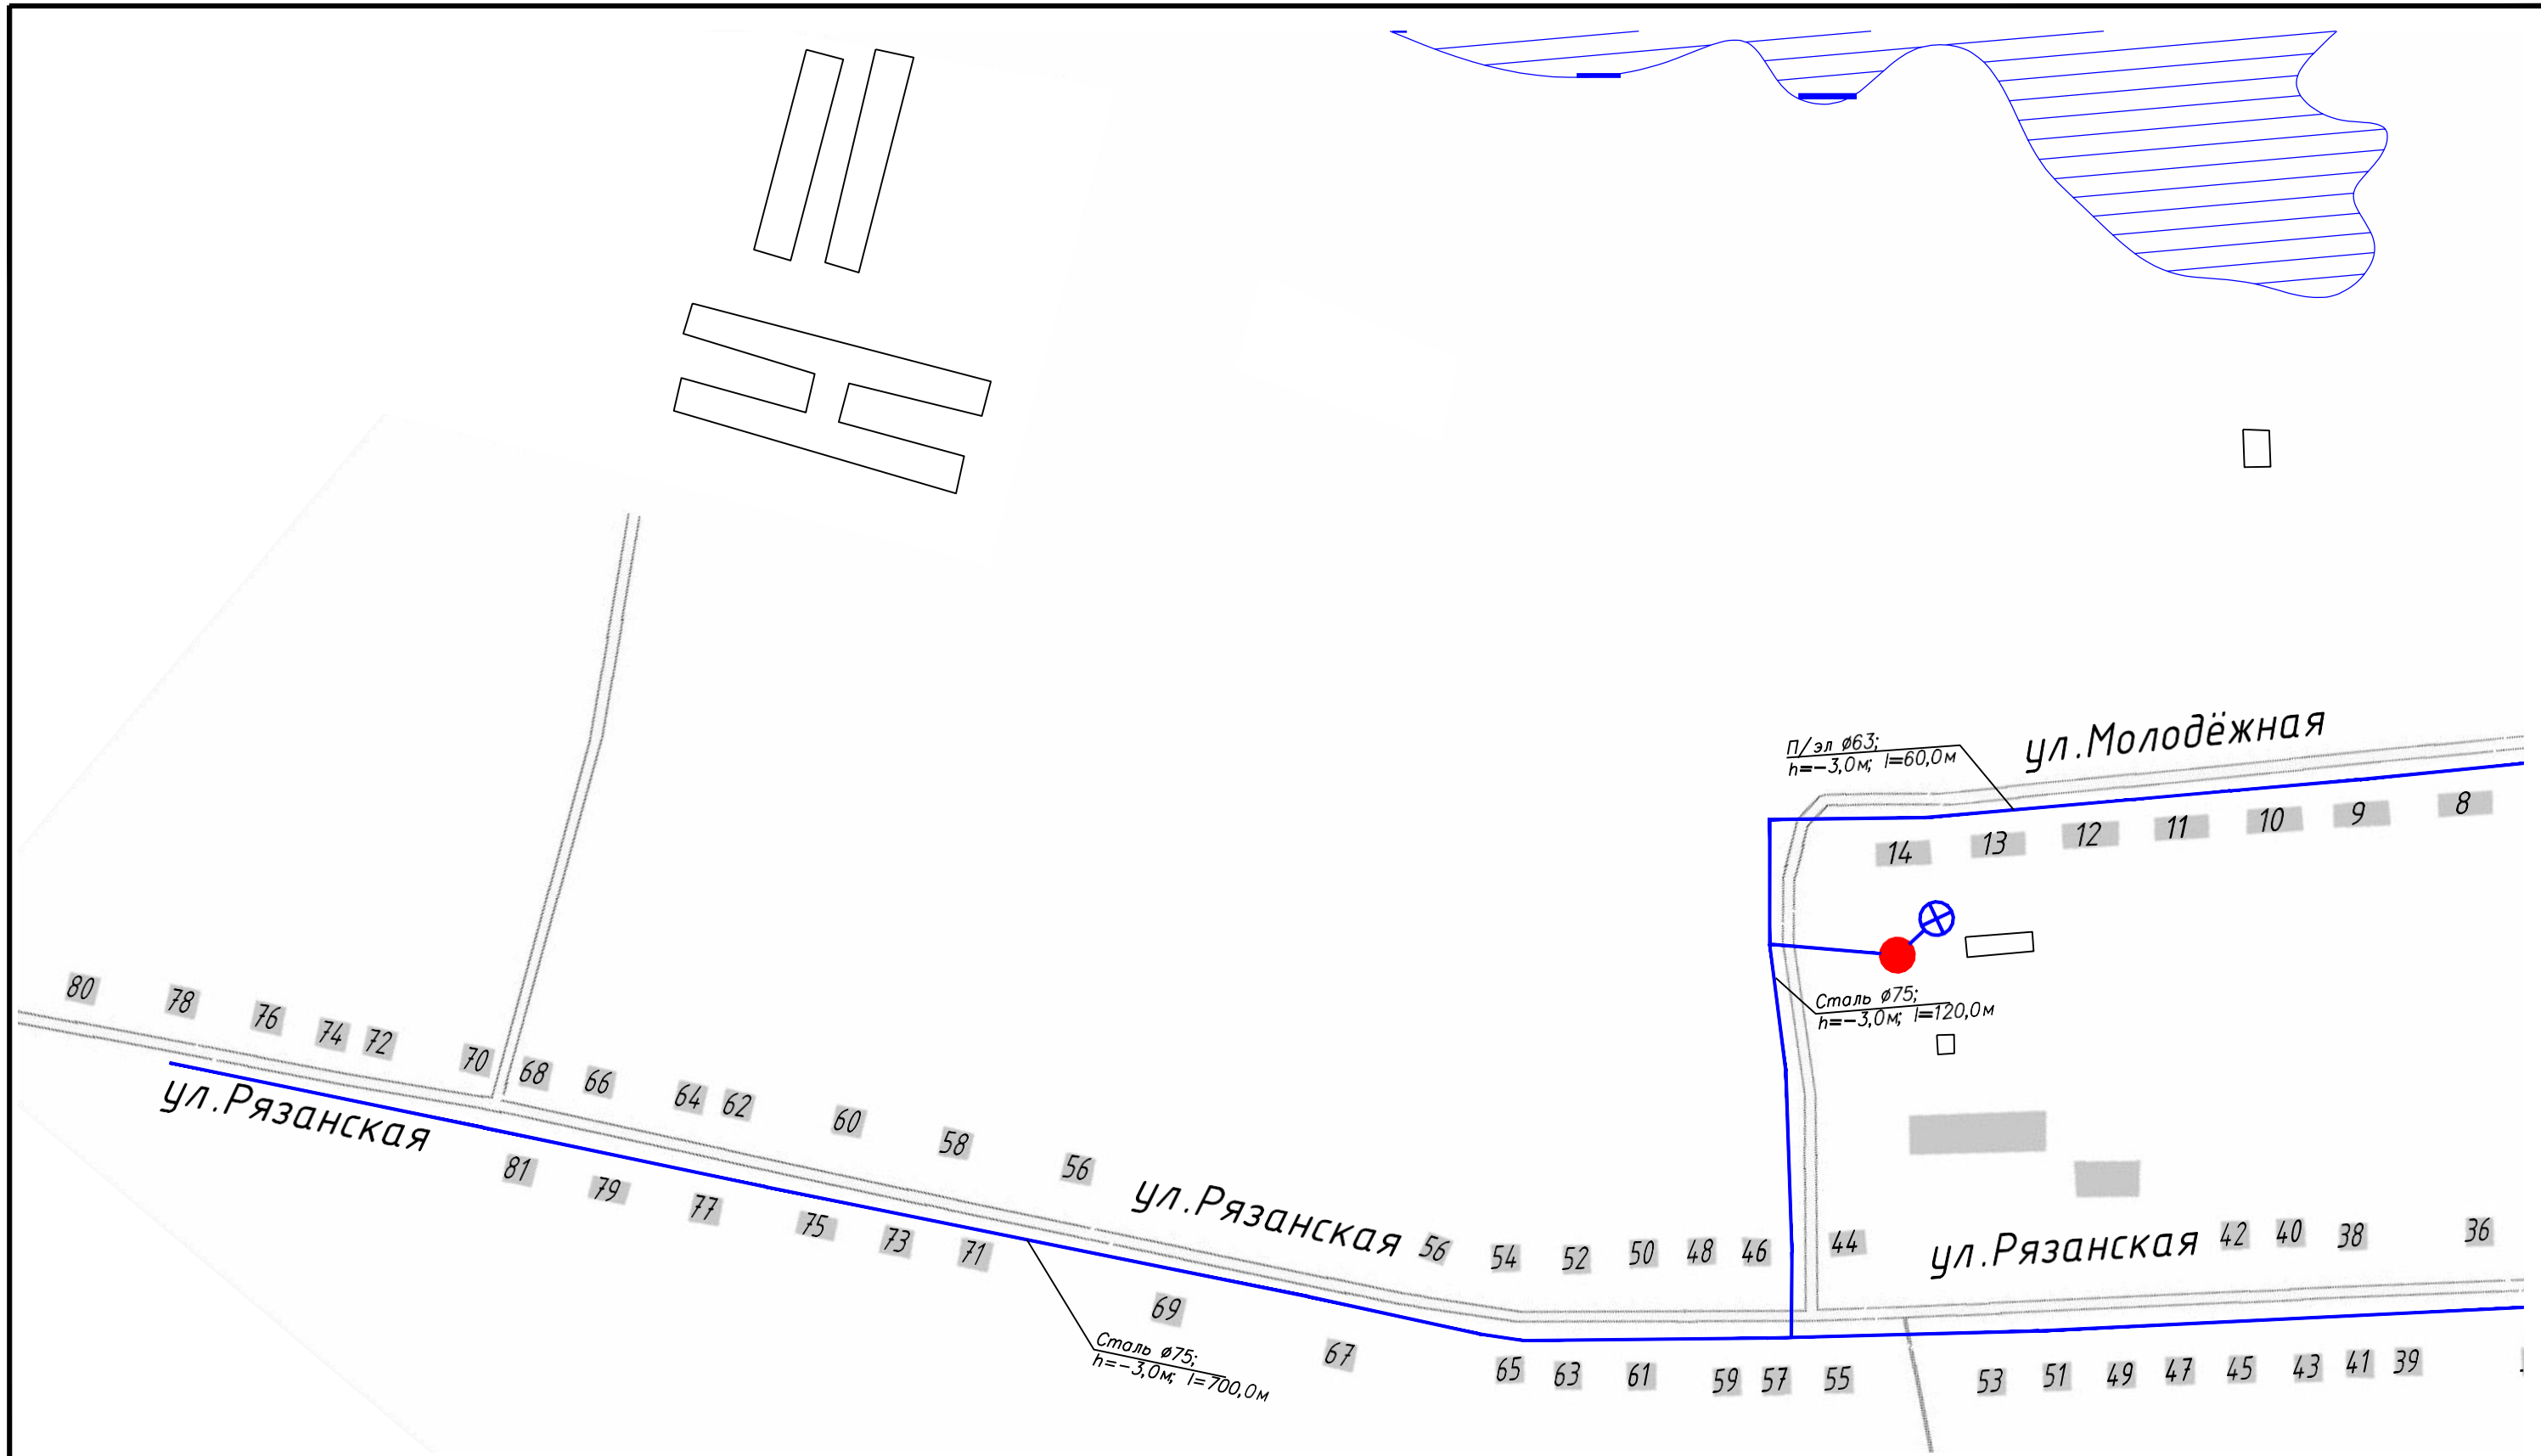 П/эл ø63;
h=-3,0м; l=60,0м
ул.Молодёжная
14 13 12 11 10 9 8
Сталь ø75;
h=-3,0м; l=120,0м
80 78 76 74 72 70 68 66 64 62 60 58 56
ул.Рязанская
81 79 77 75 73 71 69 67
ул.Рязанская
56 54 52 50 48 46 44
ул.Рязанская
42 40 38 36
Сталь ø75;
h=-3,0м; l=700,0м
65 63 61 59 57 55 53 51 49 47 45 43 41 39